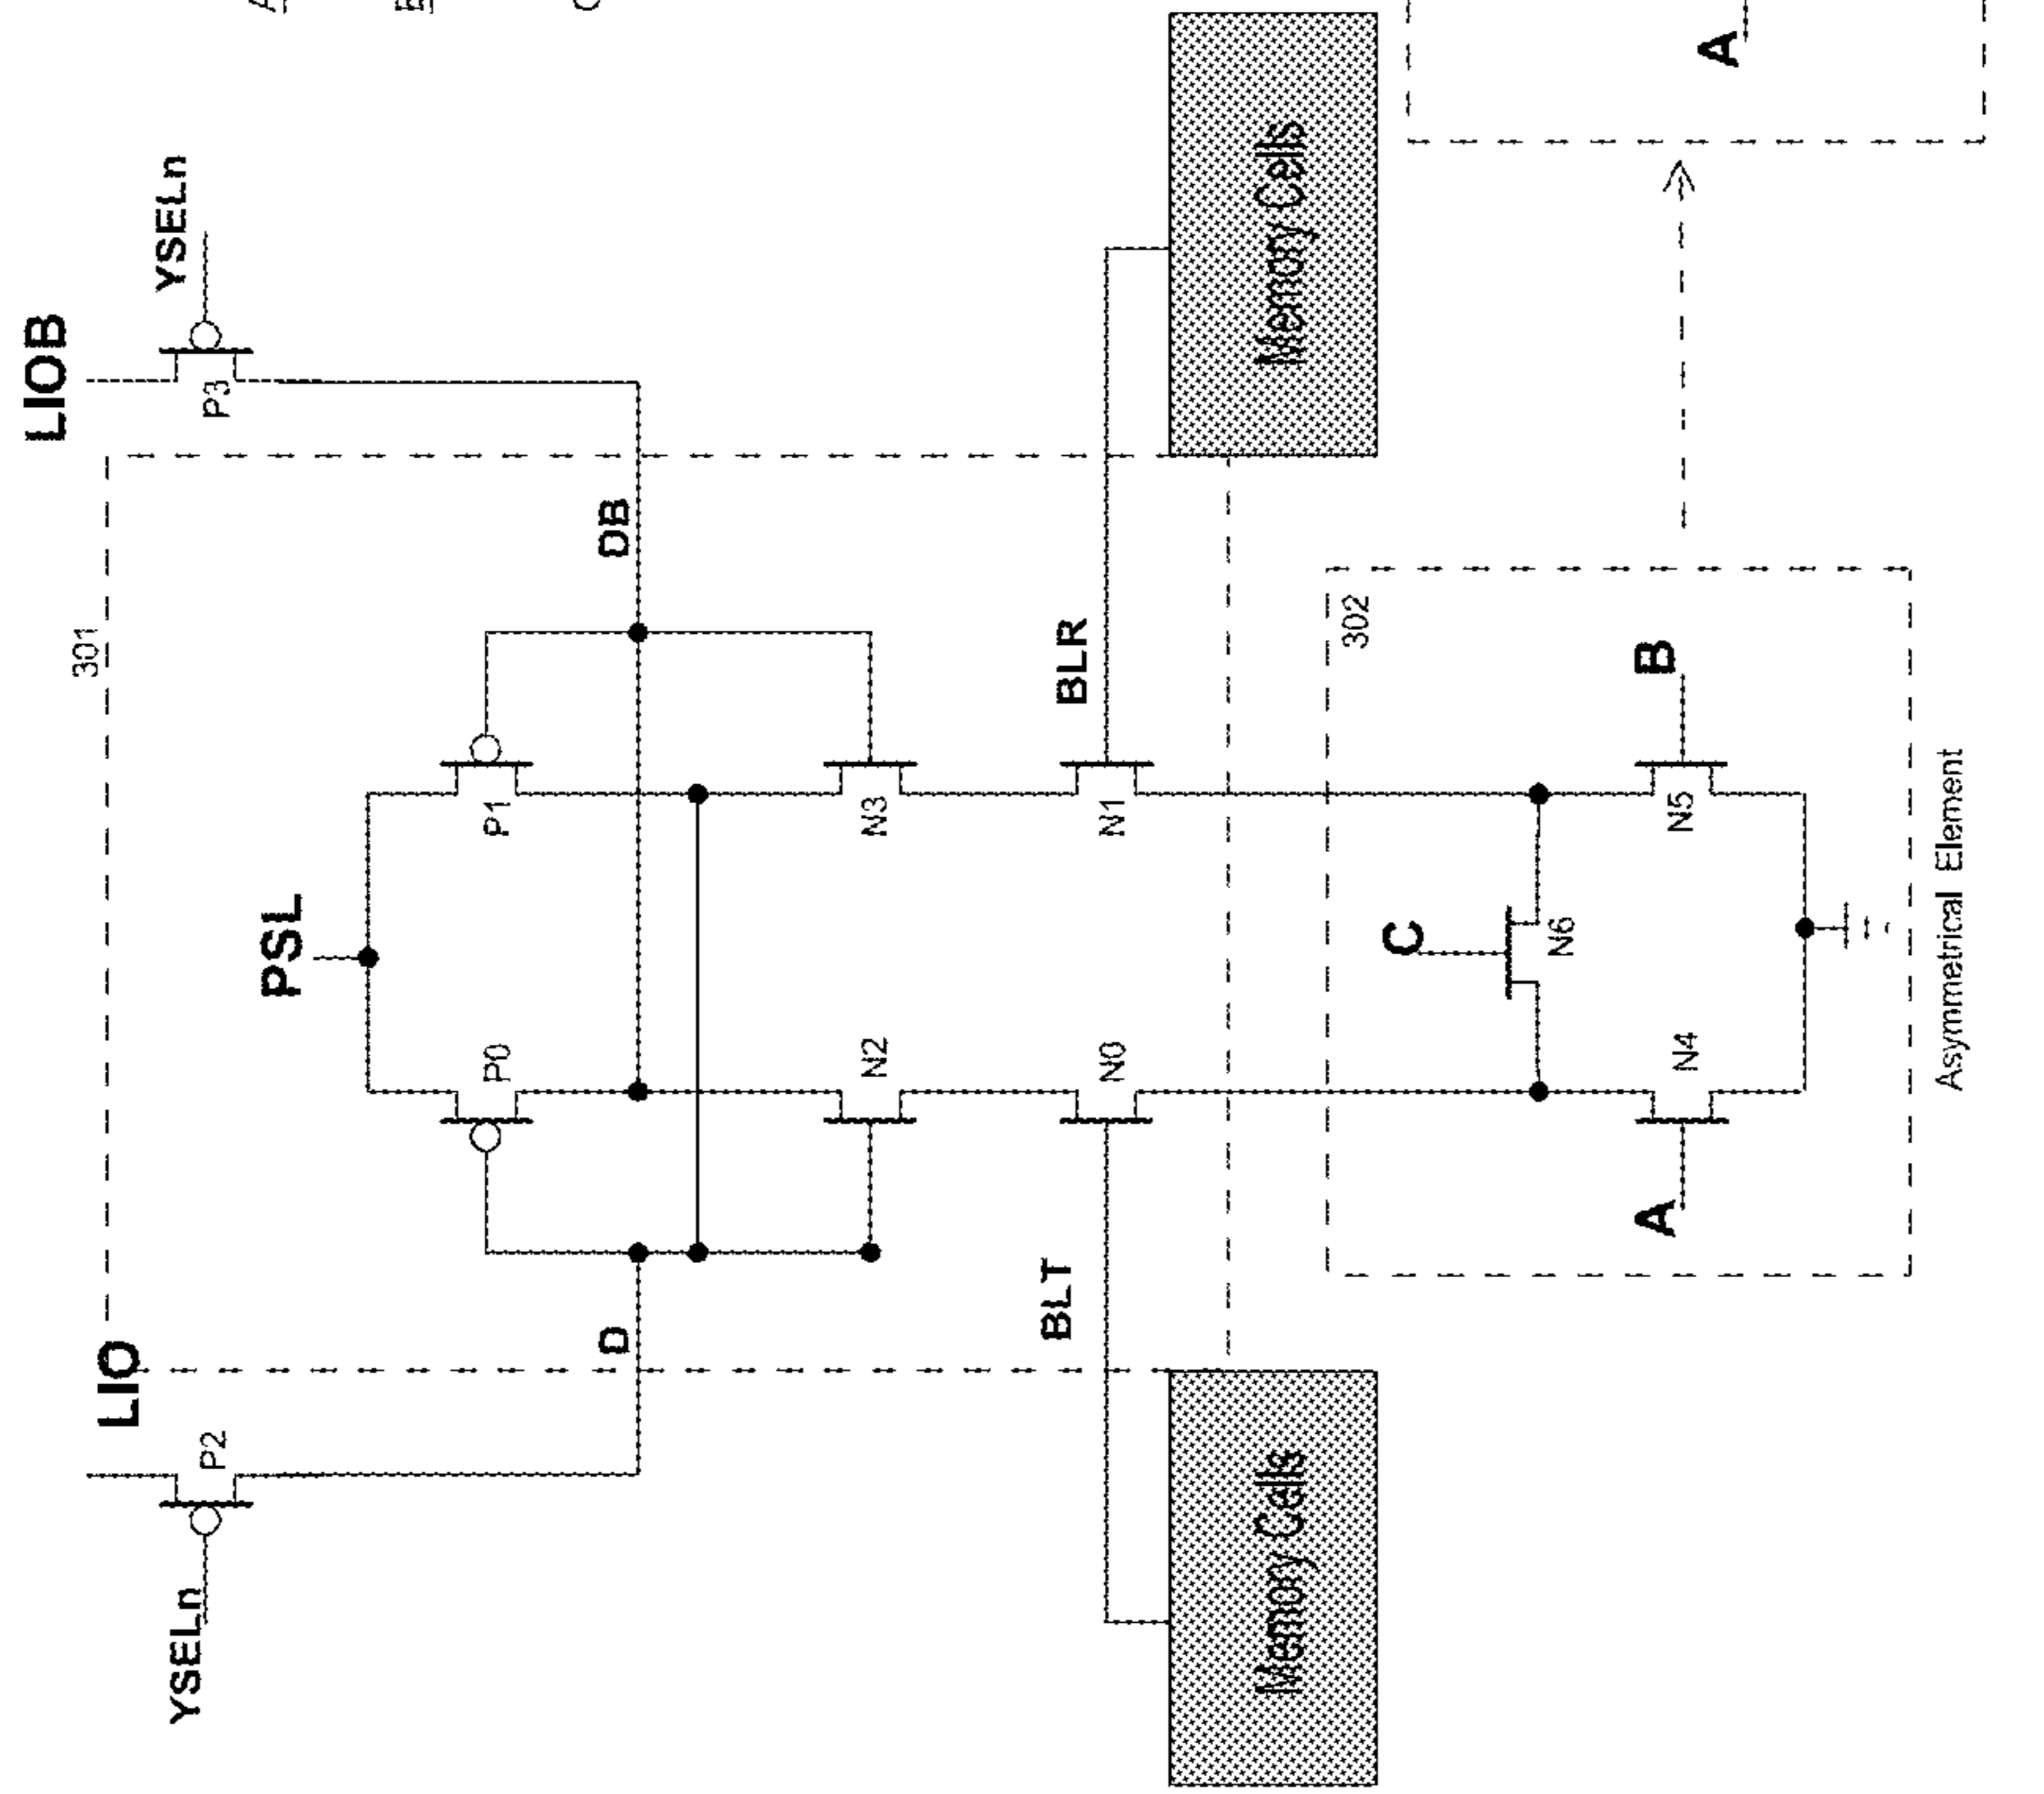 LIO
LIOB
YSELn
P2
P3
YSELn
301
PSL
P0
P1
D
DB
N2
N3
BLT
BLR
N0
N1
Memory Cells
Memory Cells
302
C
N6
A
N4
N5
B
Asymmetrical Element
A